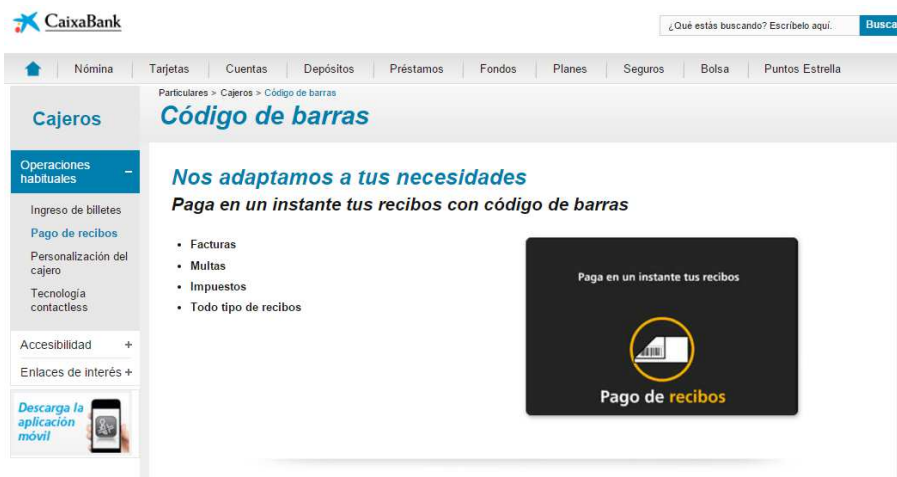 CaixaBank
¿Qué estás buscando? Escríbelo aquí.
Busca
Nómina
Tarjetas
Cuentas
Depósitos
Préstamos
Fondos
Planes
Seguros
Bolsa
Puntos Estrella
Particulares > Cajeros > Código de barras
Código de barras
Cajeros
Operaciones
habituales –
Ingreso de billetes
Pago de recibos
Personalización del
cajero
Tecnología
contactless
Accesibilidad +
Enlaces de interés +
Descarga la
aplicación
móvil
Nos adaptamos a tus necesidades
Paga en un instante tus recibos con código de barras
• Facturas
• Multas
• Impuestos
• Todo tipo de recibos
Paga en un instante tus recibos
Pago de recibos